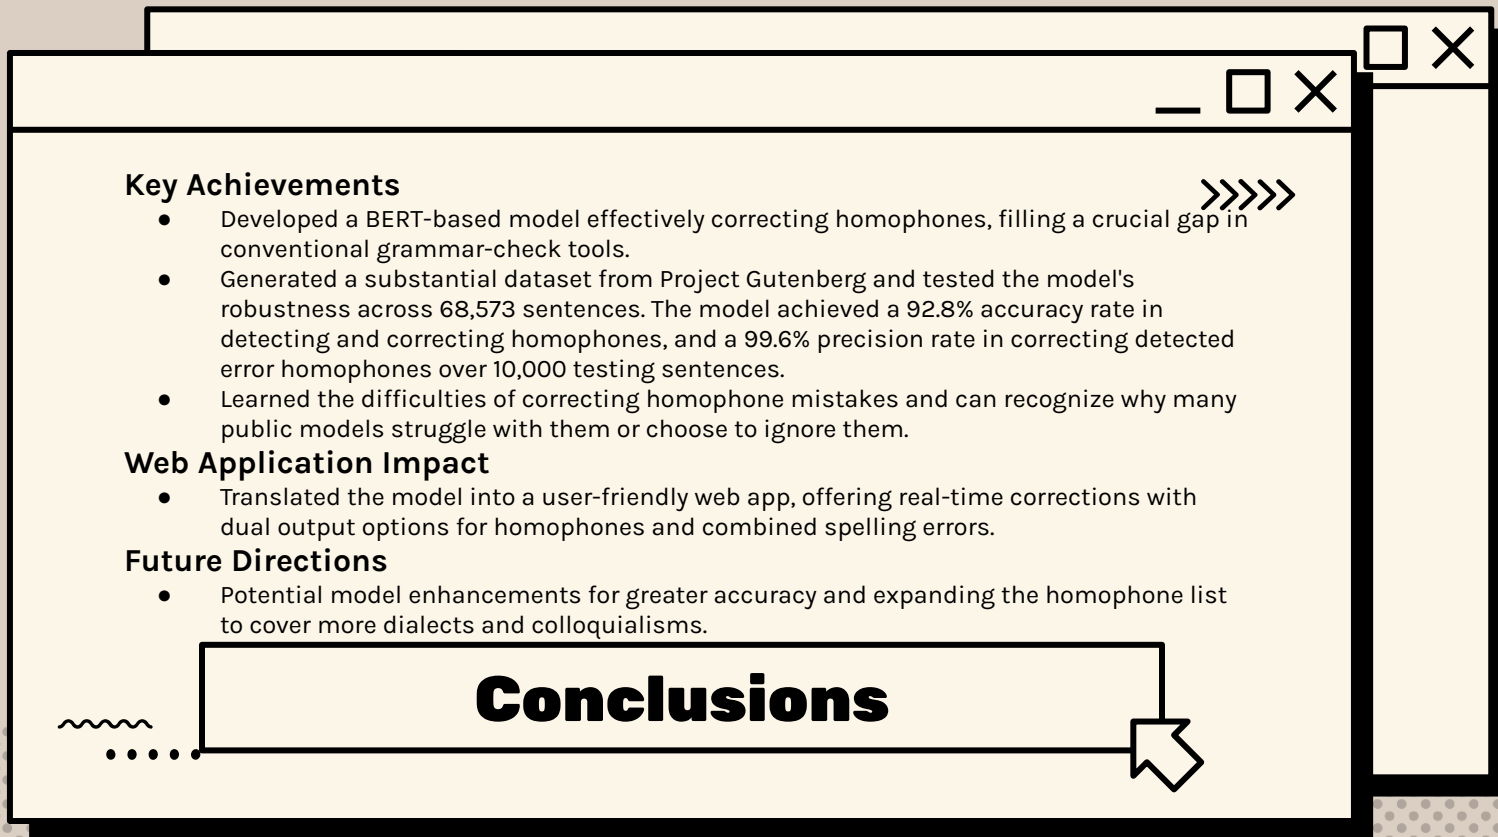 Key Achievements
● Developed a BERT-based model effectively correcting homophones, filling a crucial gap in
conventional grammar-check tools.
● Generated a substantial dataset from Project Gutenberg and tested the model's
robustness across 68,573 sentences. The model achieved a 92.8% accuracy rate in
detecting and correcting homophones, and a 99.6% precision rate in correcting detected
error homophones over 10,000 testing sentences.
● Learned the difficulties of correcting homophone mistakes and can recognize why many
public models struggle with them or choose to ignore them.
Web Application Impact
● Translated the model into a user-friendly web app, offering real-time corrections with
dual output options for homophones and combined spelling errors.
Future Directions
● Potential model enhancements for greater accuracy and expanding the homophone list
to cover more dialects and colloquialisms.
Conclusions